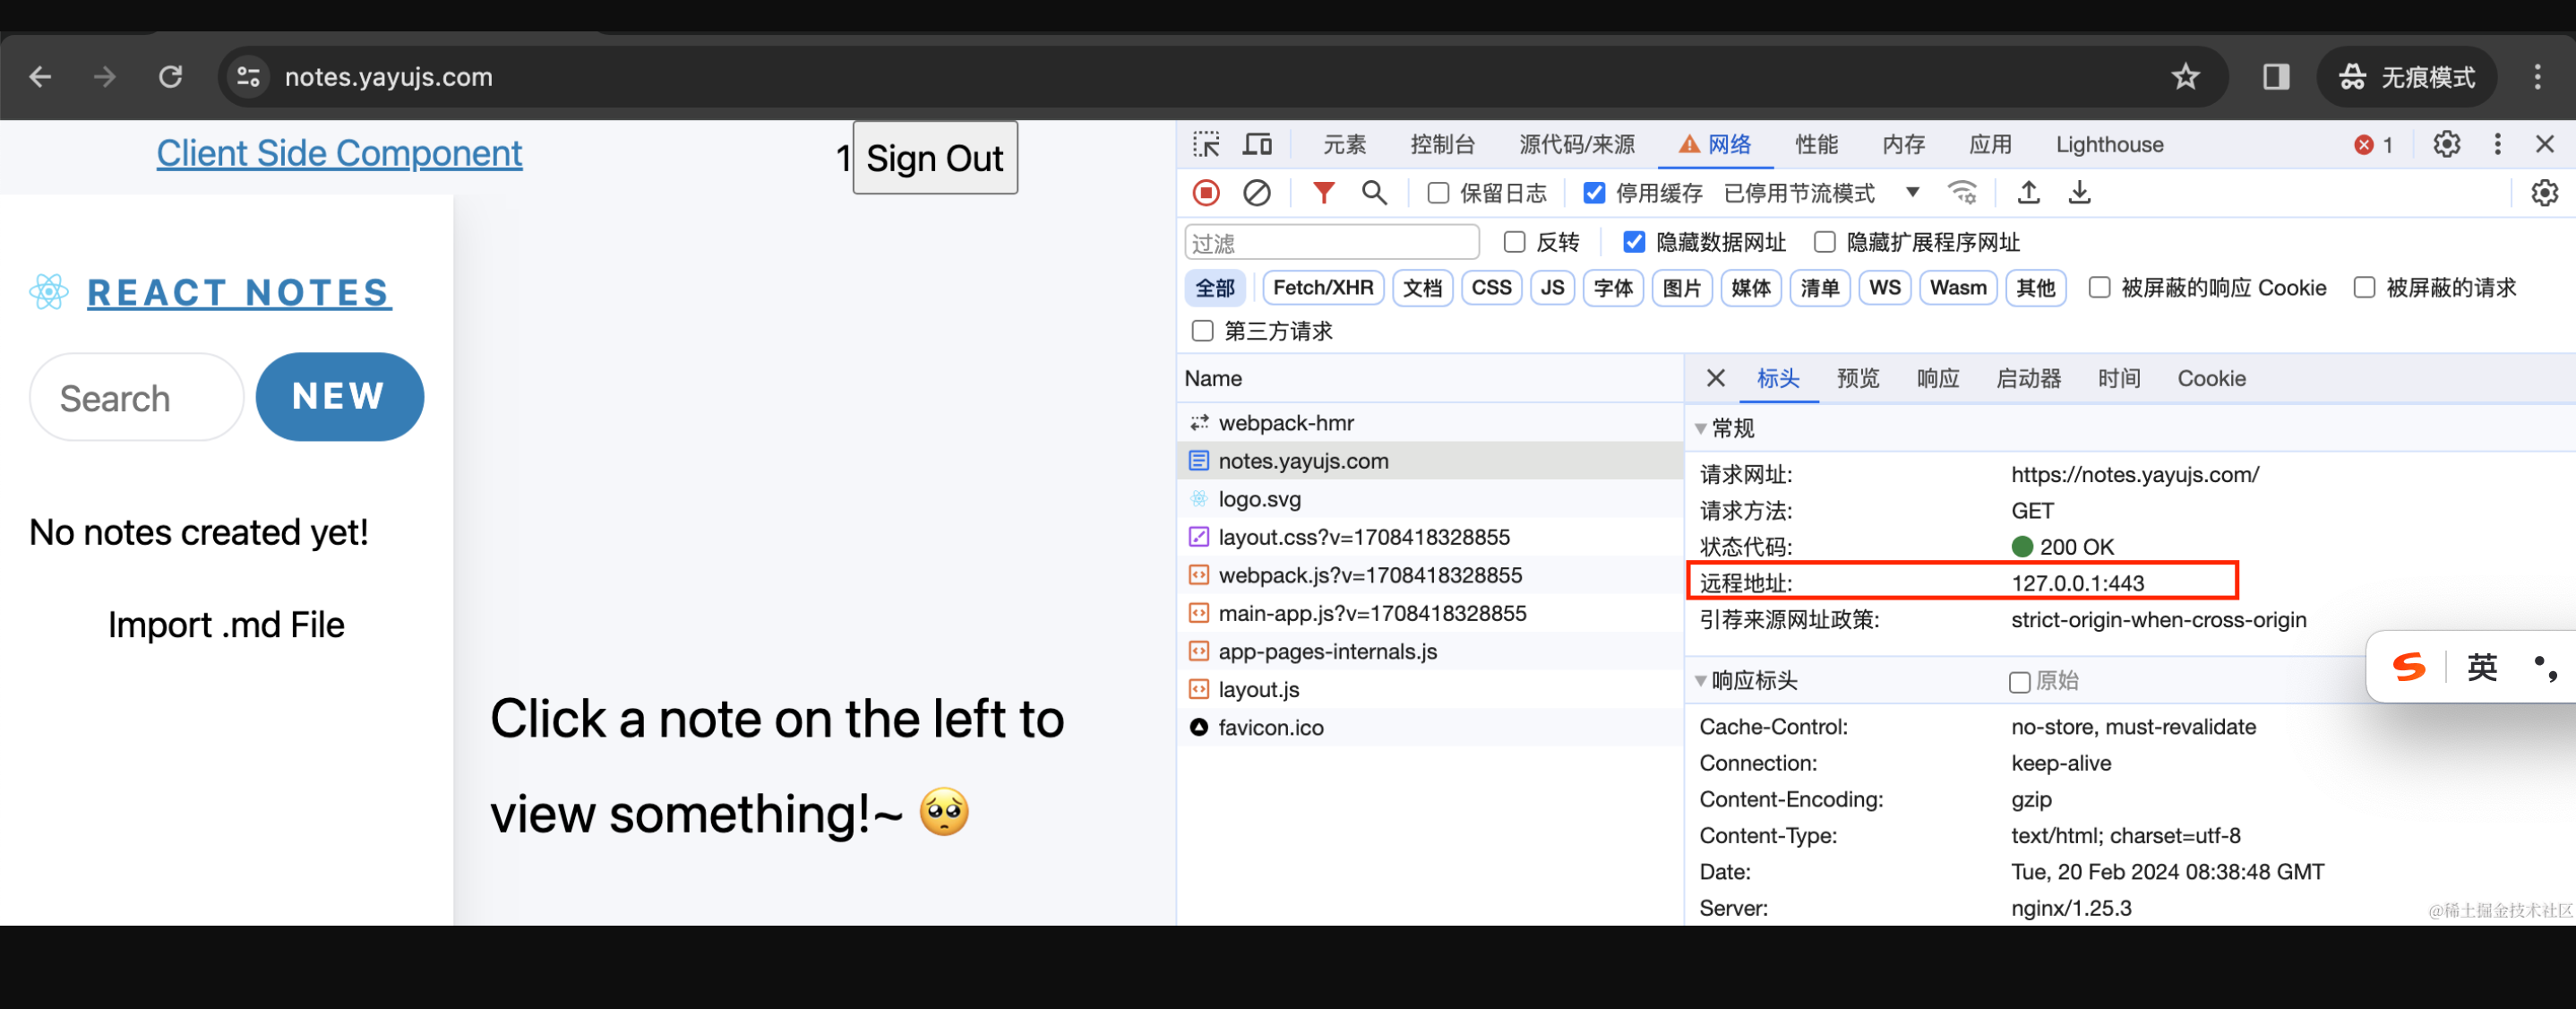 notes.yayujs.com
无痕模式
Client Side Component
1 Sign Out
REACT NOTES
Search
NEW
No notes created yet!
Import .md File
Click a note on the left to
view something!~ 🥺
元素 控制台 源代码/来源 网络 性能 内存 应用 Lighthouse 1
保留日志 停用缓存 已停用节流模式
过滤 反转 隐藏数据网址 隐藏扩展程序网址
全部 Fetch/XHR 文档 CSS JS 字体 图片 媒体 清单 WS Wasm 其他 被屏蔽的响应 Cookie 被屏蔽的请求
第三方请求
Name
webpack-hmr
notes.yayujs.com
logo.svg
layout.css?v=1708418328855
webpack.js?v=1708418328855
main-app.js?v=1708418328855
app-pages-internals.js
layout.js
favicon.ico
标头 预览 响应 启动器 时间 Cookie
常规
请求网址: https://notes.yayujs.com/
请求方法: GET
状态代码: 200 OK
远程地址: 127.0.0.1:443
引荐来源网址政策: strict-origin-when-cross-origin
响应标头 原始
Cache-Control: no-store, must-revalidate
Connection: keep-alive
Content-Encoding: gzip
Content-Type: text/html; charset=utf-8
Date: Tue, 20 Feb 2024 08:38:48 GMT
Server: nginx/1.25.3
英
@稀土掘金技术社区